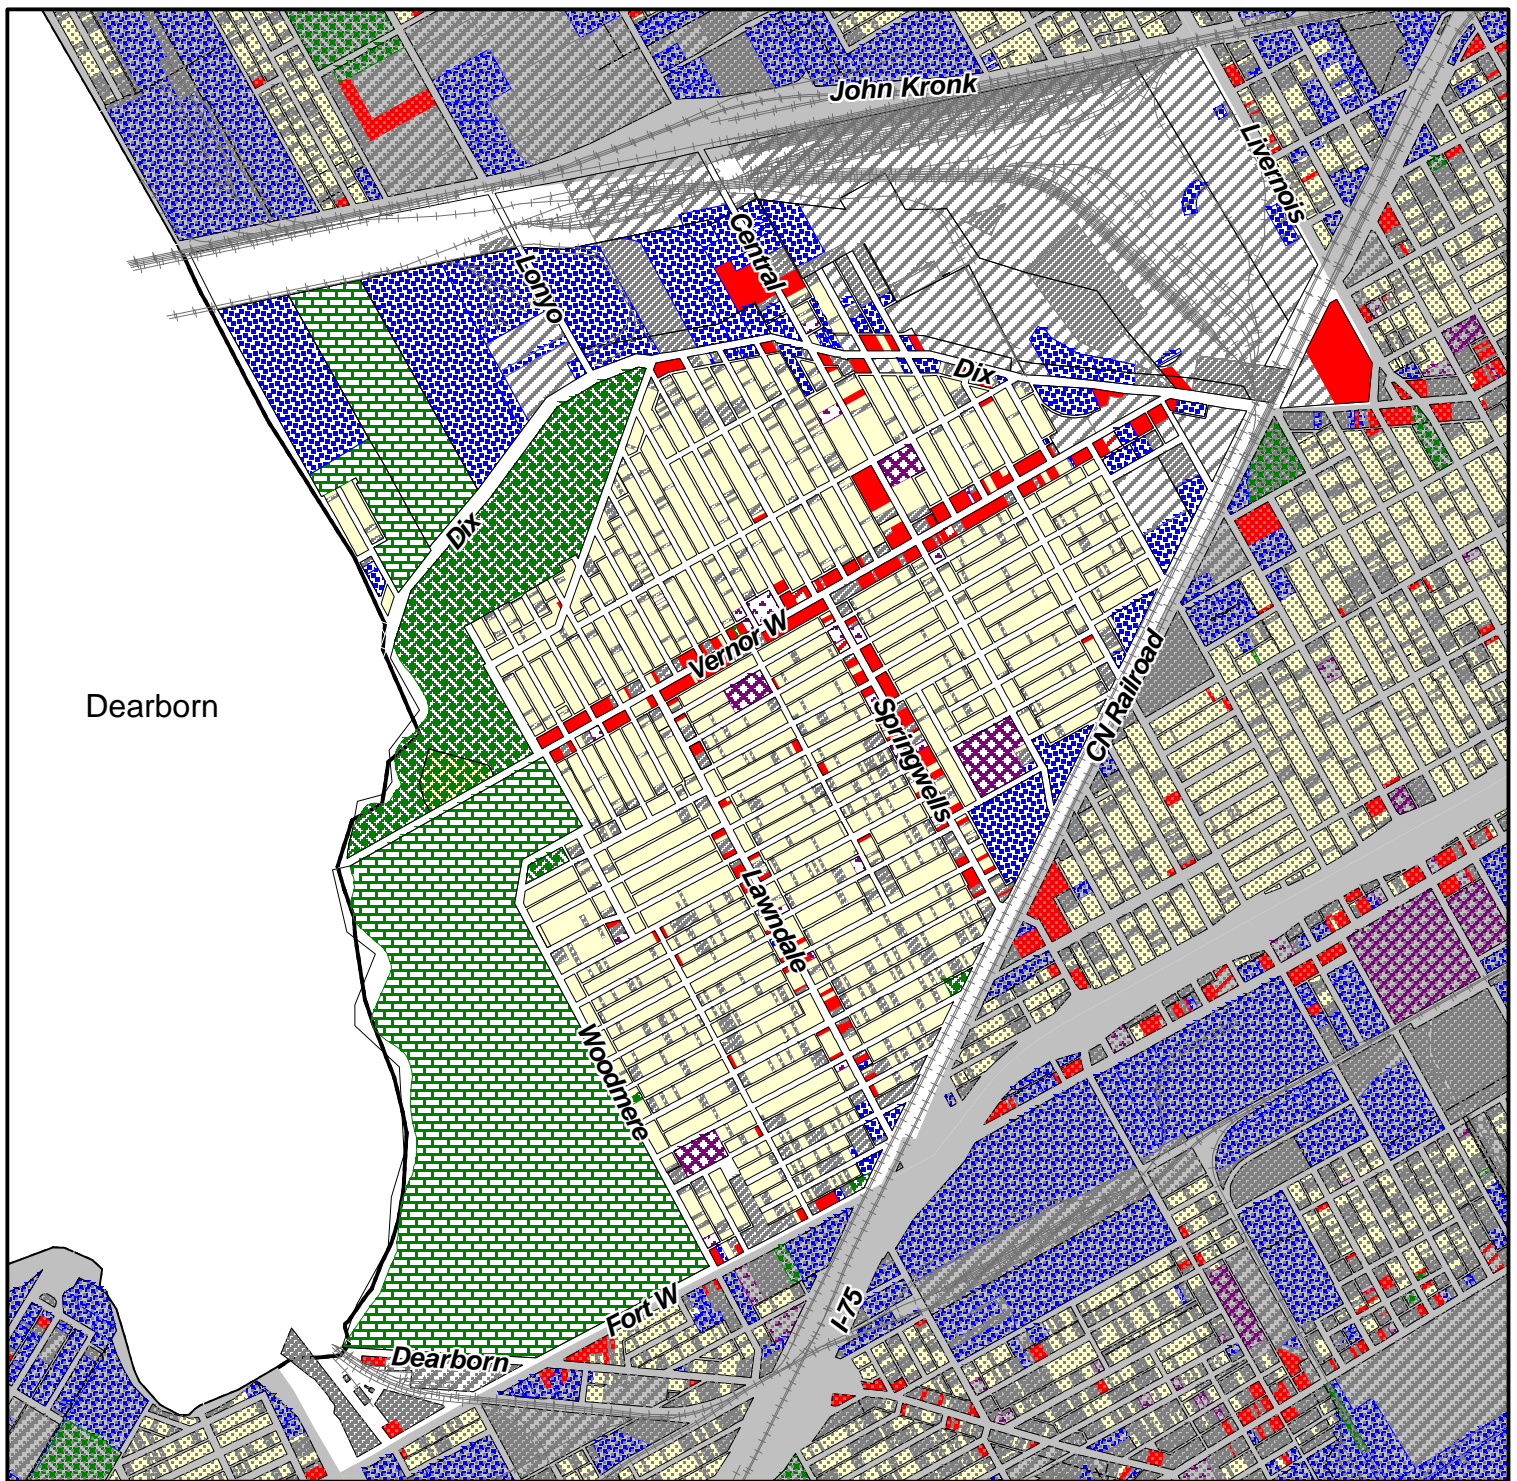 John Kronk
Livernois
Central
Lonyo
Dix
Dix
Vernor W
Dearborn
CN Railroad
Springwells
Lawndale
Woodmere
Fort W
I-75
Dearborn